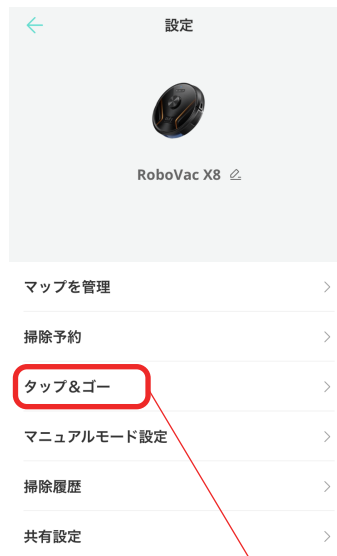 設定
RoboVac X8
マップを管理
掃除予約
タップ＆ゴー
マニュアルモード設定
掃除履歴
共有設定